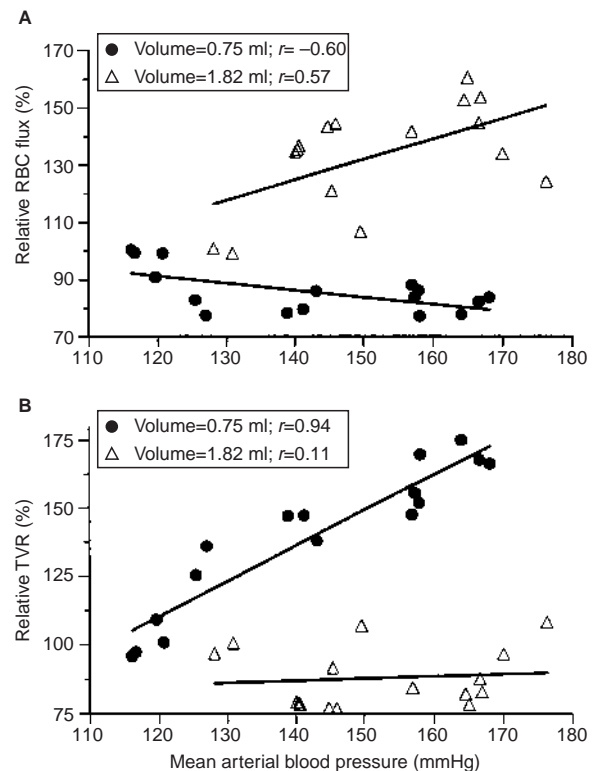 A
Volume=0.75 ml; r= –0.60
Volume=1.82 ml; r=0.57
Relative RBC flux (%)
170
150
130
110
90
70
110 120 130 140 150 160 170 180
B
Volume=0.75 ml; r=0.94
Volume=1.82 ml; r=0.11
Relative TVR (%)
175
150
125
100
75
110 120 130 140 150 160 170 180
Mean arterial blood pressure (mmHg)